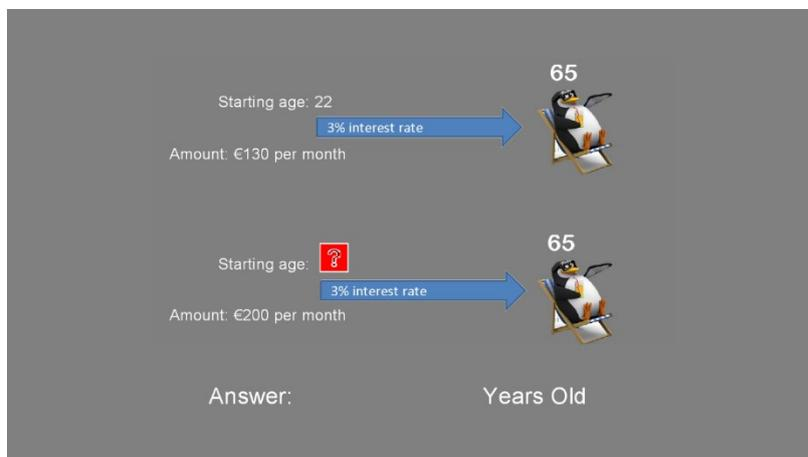 65
Starting age: 22
3% interest rate
Amount: €130 per month
65
Starting age: ?
3% interest rate
Amount: €200 per month
Answer: Years Old